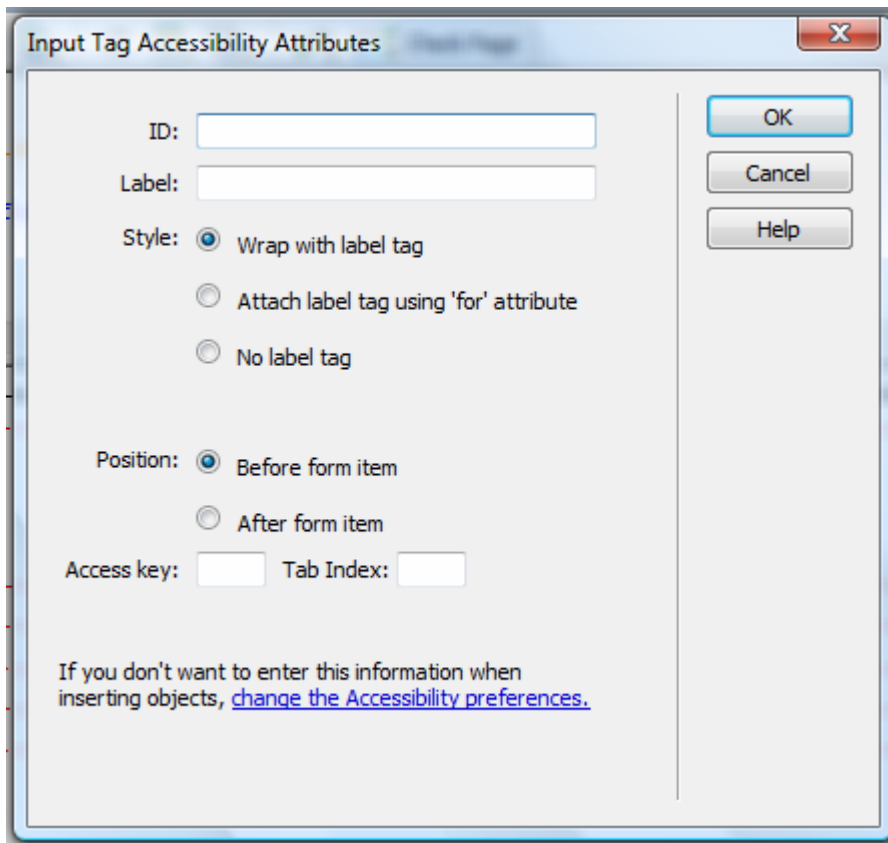 Input Tag Accessibility Attributes
ID:
OK
Label:
Cancel
Style:
Wrap with label tag
Help
Attach label tag using 'for' attribute
No label tag
Position:
Before form item
After form item
Access key:
Tab Index:
If you don't want to enter this information when
inserting objects, change the Accessibility preferences.